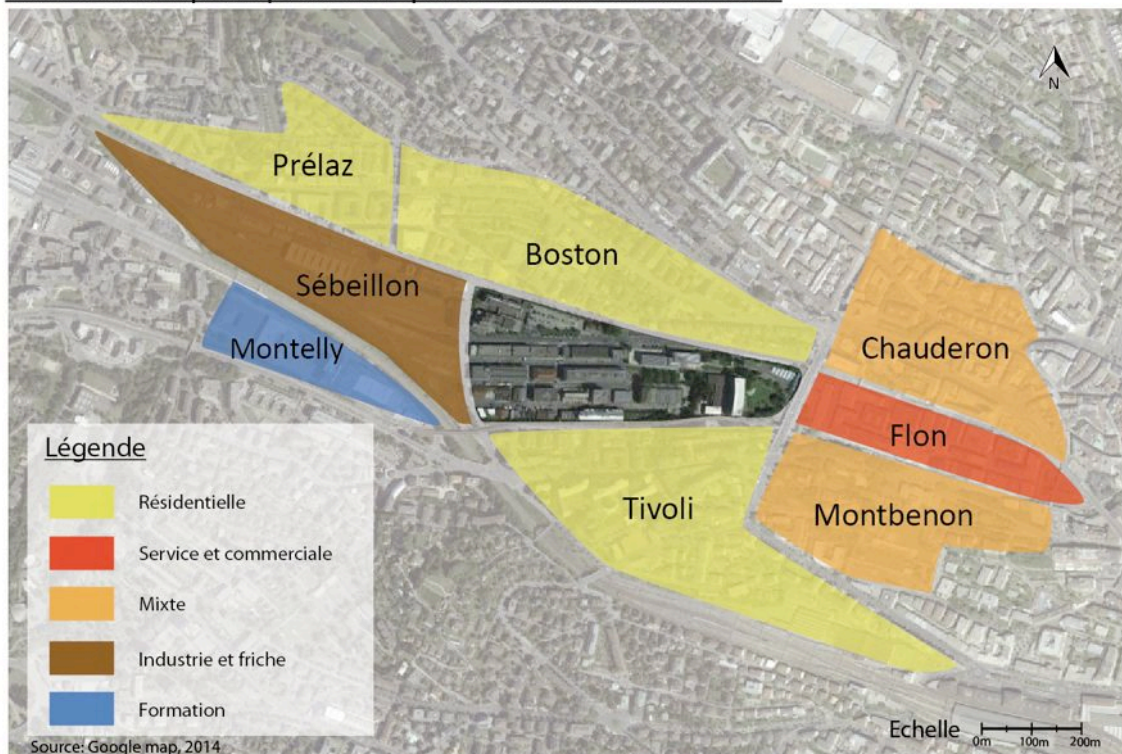 N
Prélaz
Boston
Sébeillon
Chauderon
Montelly
Flon
Tivoli
Montbenon
Légende
Résidentielle
Service et commerciale
Mixte
Industrie et friche
Formation
Source: Google map, 2014
Echelle
0m 100m 200m